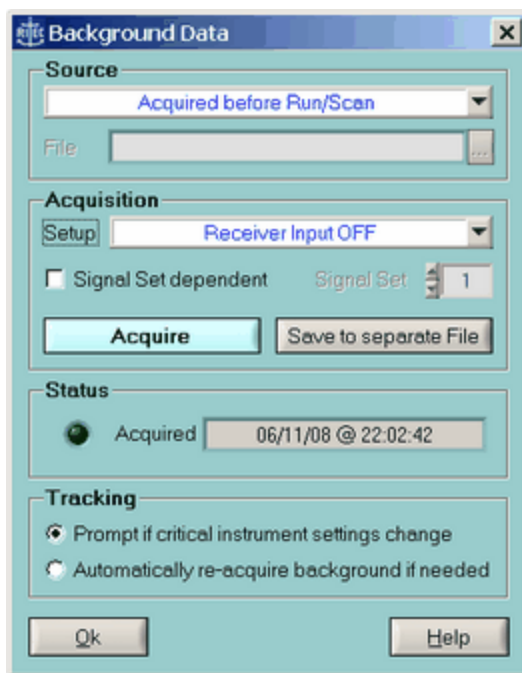 RITEC Background Data
Source
Acquired before Run/Scan
File ...
Acquisition
Setup Receiver Input OFF
Signal Set dependent Signal Set 1
Acquire Save to separate File
Status
Acquired 06/11/08 @ 22:02:42
Tracking
Prompt if critical instrument settings change
Automatically re-acquire background if needed
Ok Help